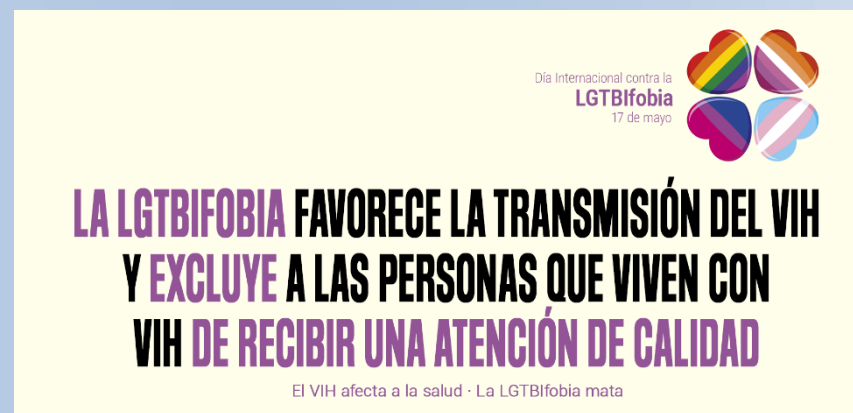 Día Internacional contra la
LGTBIfobia
17 de mayo
LA LGTBIFOBIA FAVORECE LA TRANSMISIÓN DEL VIH
Y EXCLUYE A LAS PERSONAS QUE VIVEN CON
VIH DE RECIBIR UNA ATENCIÓN DE CALIDAD
El VIH afecta a la salud · La LGTBIfobia mata